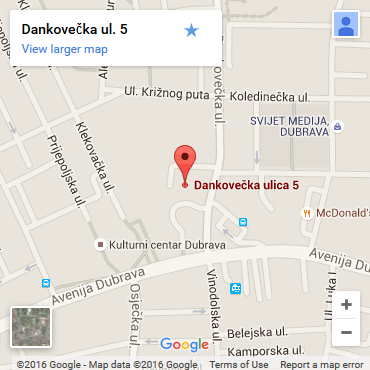 Dankovečka ul. 5
View larger map
Ul. Križnog puta
Koledinečka ul.
SVIJET MEDIJA,
DUBRAVA
Prijepoljska ul.
Klekovačka ul.
Dankovečka ulica 5
McDonald's
Kulturni centar Dubrava
Avenija Dubrava
Avenija Dubrava
Osječka ul.
Vinodolska ul.
Belejska ul.
Kamporska ul.
Google
©2016 Google - Map data ©2016 Google
Terms of Use
Report a map error